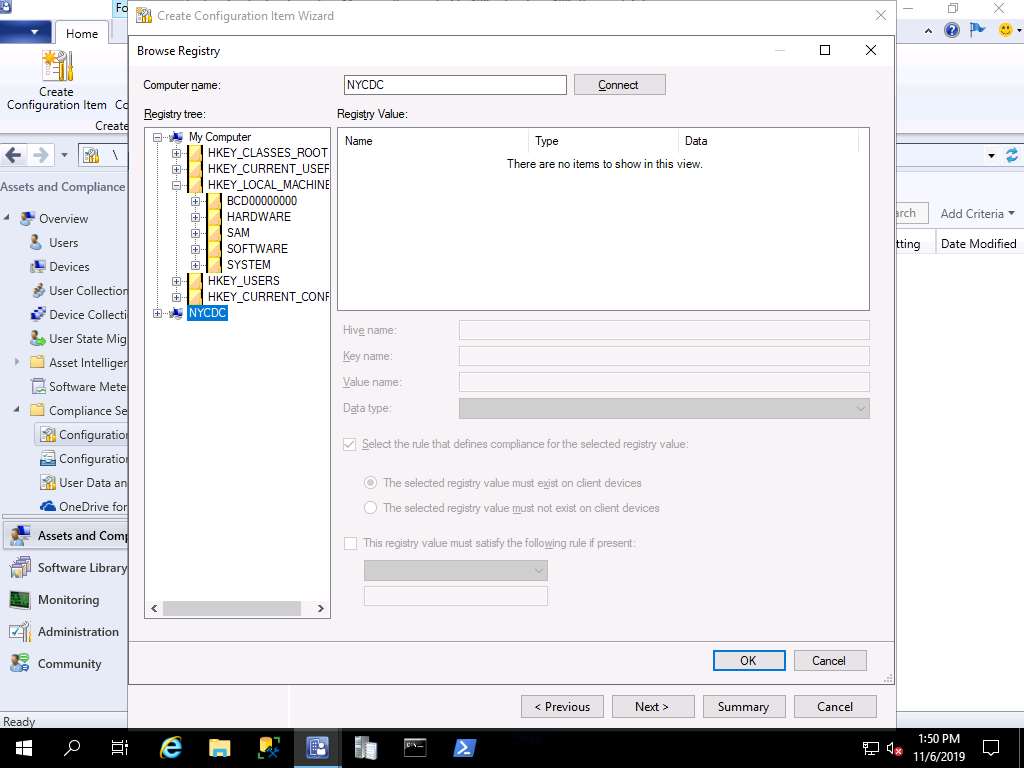 Fo
Create Configuration Item Wizard
Home
Browse Registry
Create
Configuration Item
Co
Create
Computer name:
NYCDC
Connect
Registry tree:
Registry Value:
My Computer
HKEY_CLASSES_ROOT
HKEY_CURRENT_USER
HKEY_LOCAL_MACHINE
BCD00000000
HARDWARE
SAM
SOFTWARE
SYSTEM
HKEY_USERS
HKEY_CURRENT_CONF
NYCDC
Name Type Data
There are no items to show in this view.
Hive name:
Key name:
Value name:
Data type:
Select the rule that defines compliance for the selected registry value:
The selected registry value must exist on client devices
The selected registry value must not exist on client devices
This registry value must satisfy the following rule if present:
OK
Cancel
< Previous
Next >
Summary
Cancel
\
Assets and Compliance
Overview
Users
Devices
User Collection
Device Collecti
User State Mig
Asset Intelliger
Software Mete
Compliance Se
Configuratio
Configuratio
User Data an
OneDrive for
Assets and Comp
Software Library
Monitoring
Administration
Community
Ready
arch
Add Criteria
tting
Date Modified
1:50 PM
11/6/2019